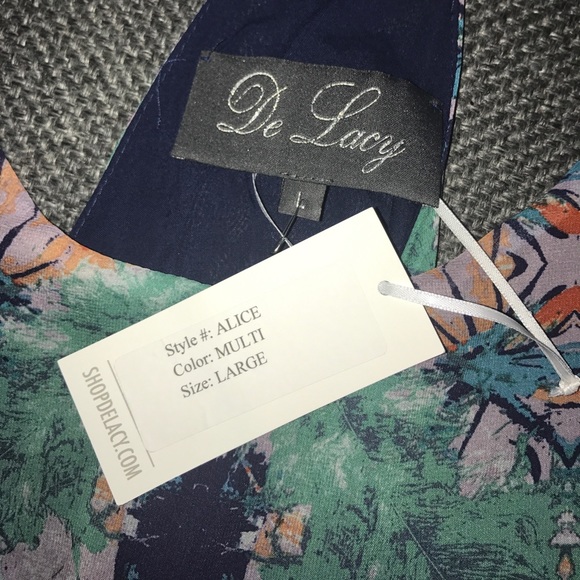 De Lacy
L
Style #: ALICE
Color: MULTI
Size: LARGE
SHOPDELACY.COM